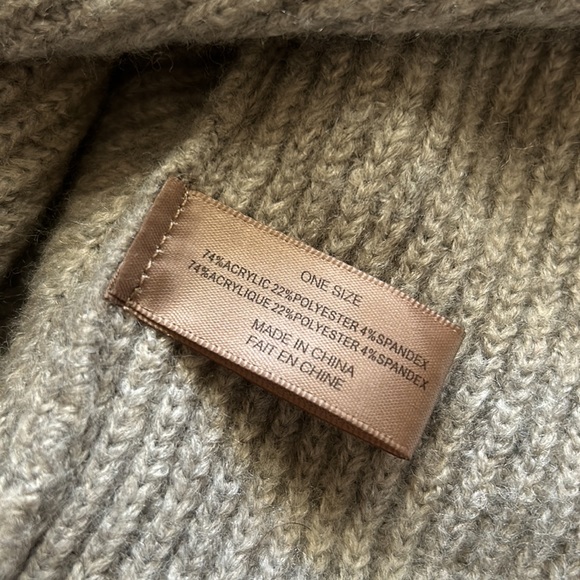 ONE SIZE
74%ACRYLIC 22%POLYESTER 4%SPANDEX
74%ACRYLIQUE 22%POLYESTER 4%SPANDEX
MADE IN CHINA
FAIT EN CHINE